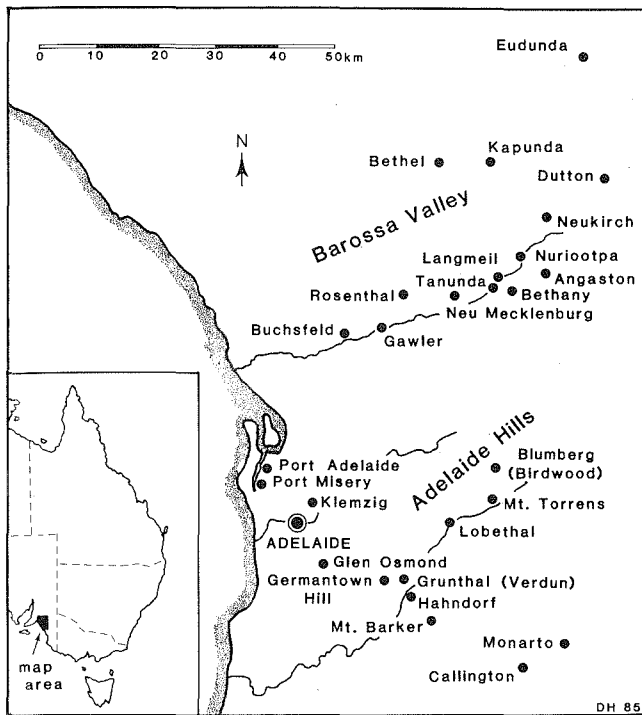 Eudunda
0 10 20 30 40 50km
N
Bethel
Kapunda
Dutton
Barossa Valley
Neukirch
Langmeil
Nuriootpa
Tanunda
Angaston
Rosenthal
Bethany
Neu Mecklenburg
Buchsfeld
Gawler
Adelaide Hills
Port Adelaide
Port Misery
Klemzig
ADELAIDE
Blumberg
(Birdwood)
Mt. Torrens
Lobethal
Glen Osmond
Germantown
Hill
Grunthal (Verdun)
Hahndorf
Mt. Barker
Monarto
Callington
map
area
DH 85